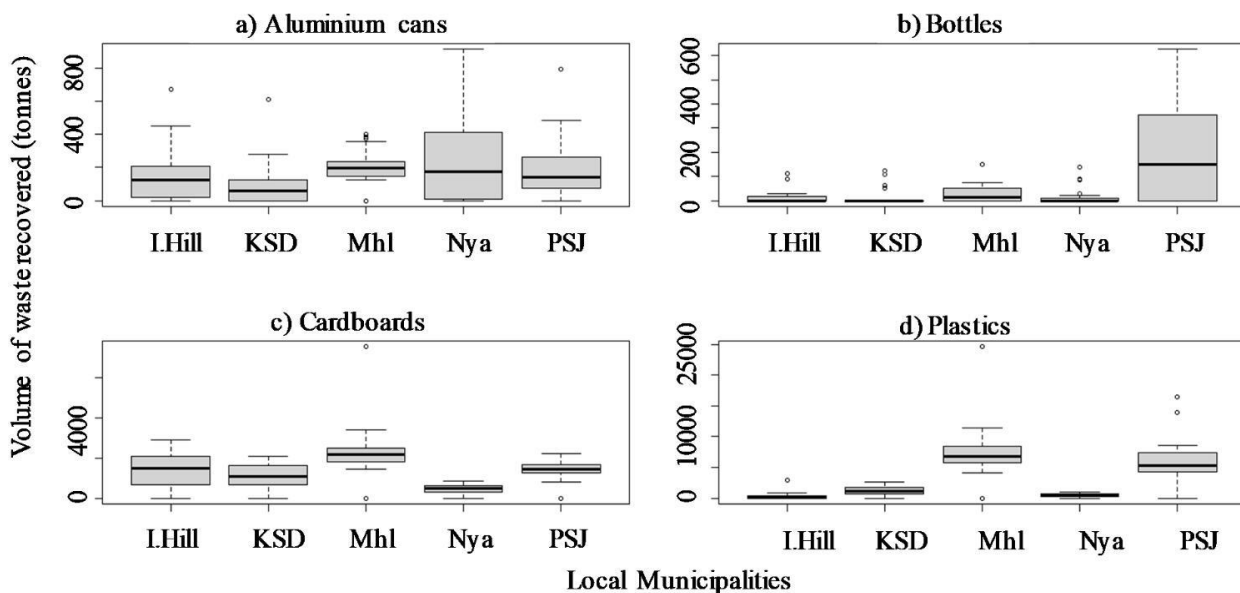 Volume of waste recovered (tonnes)
a) Aluminium cans
800
400
0
I.Hill KSD Mhl Nya PSJ
b) Bottles
600
400
200
0
I.Hill KSD Mhl Nya PSJ
c) Cardboards
4000
0
I.Hill KSD Mhl Nya PSJ
d) Plastics
25000
10000
0
I.Hill KSD Mhl Nya PSJ
Local Municipalities